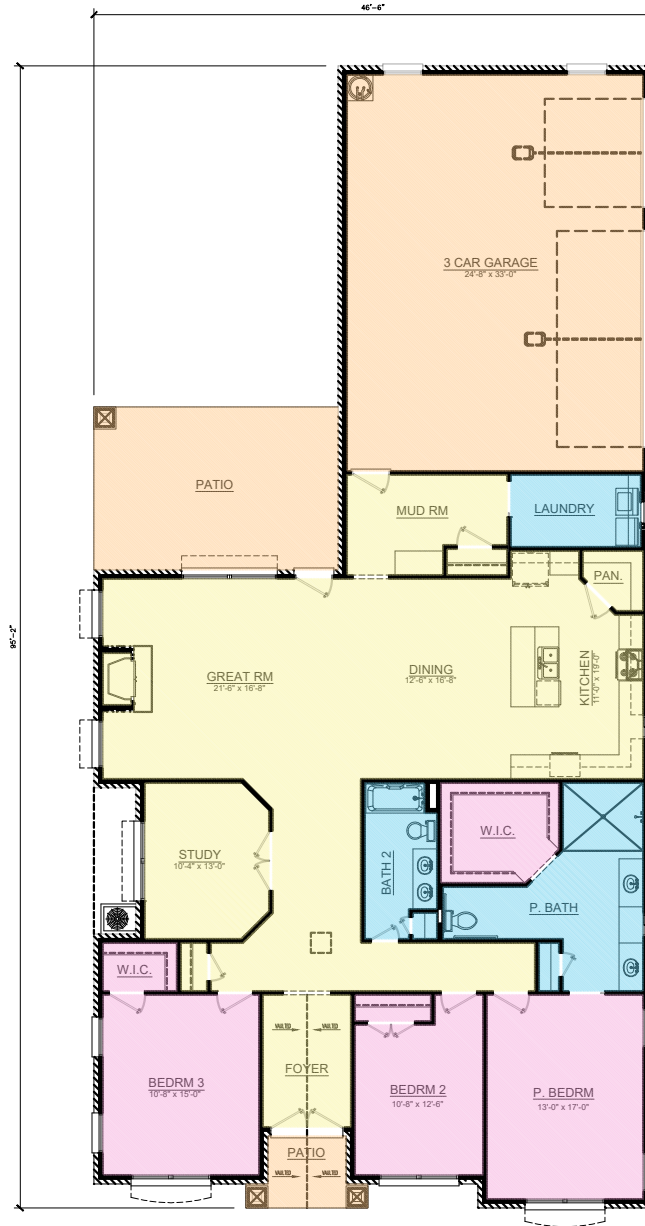 46'-6"
95'-2"
3 CAR GARAGE
24'-8" x 33'-0"
PATIO
MUD RM
LAUNDRY
PAN.
GREAT RM
21'-6" x 16'-8"
DINING
12'-6" x 16'-8"
KITCHEN
11'-0" x 19'-0"
STUDY
10'-4" x 13'-0"
BATH 2
W.I.C.
P. BATH
W.I.C.
VAULTED
VAULTED
FOYER
BEDRM 3
10'-8" x 15'-0"
BEDRM 2
10'-8" x 12'-6"
P. BEDRM
13'-0" x 17'-0"
PATIO
VAULTED
VAULTED